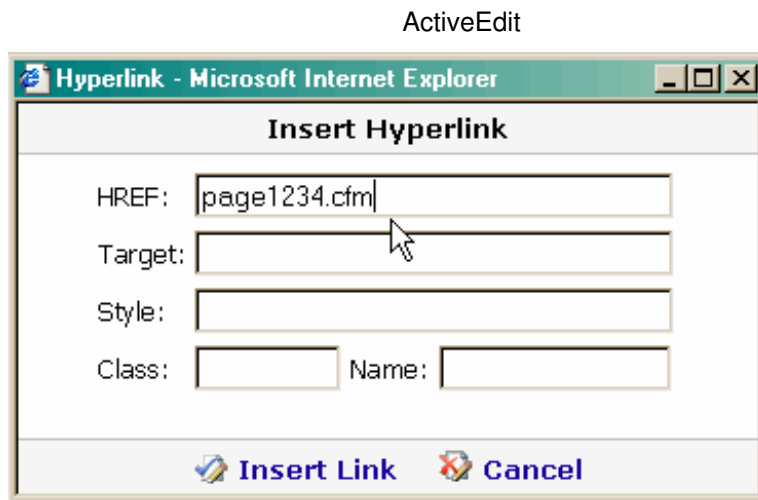 ActiveEdit
Hyperlink - Microsoft Internet Explorer
Insert Hyperlink
HREF: page1234.cfm
Target:
Style:
Class: Name:
Insert Link Cancel